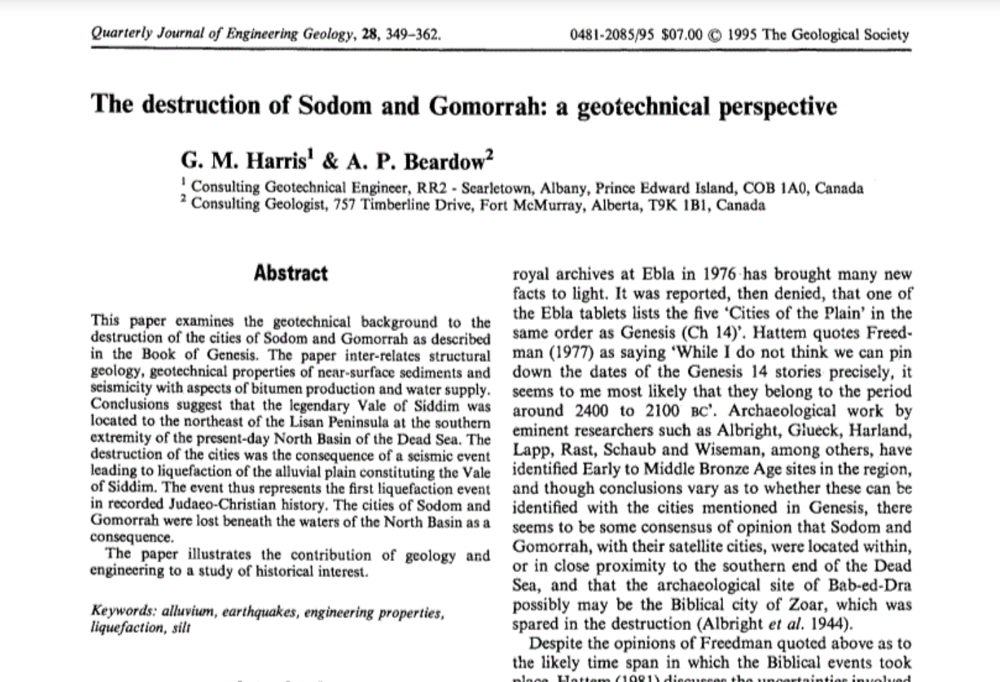 Quarterly Journal of Engineering Geology, 28, 349–362.
0481-2085/95 $07.00 © 1995 The Geological Society
The destruction of Sodom and Gomorrah: a geotechnical perspective
G. M. Harris1 & A. P. Beardow2
1 Consulting Geotechnical Engineer, RR2 - Searletown, Albany, Prince Edward Island, COB 1A0, Canada
2 Consulting Geologist, 757 Timberline Drive, Fort McMurray, Alberta, T9K 1B1, Canada
Abstract
This paper examines the geotechnical background to the
destruction of the cities of Sodom and Gomorrah as described
in the Book of Genesis. The paper inter-relates structural
geology, geotechnical properties of near-surface sediments and
seismicity with aspects of bitumen production and water supply.
Conclusions suggest that the legendary Vale of Siddim was
located to the northeast of the Lisan Peninsula at the southern
extremity of the present-day North Basin of the Dead Sea. The
destruction of the cities was the consequence of a seismic event
leading to liquefaction of the alluvial plain constituting the Vale
of Siddim. The event thus represents the first liquefaction event
in recorded Judaeo-Christian history. The cities of Sodom and
Gomorrah were lost beneath the waters of the North Basin as a
consequence.
The paper illustrates the contribution of geology and
engineering to a study of historical interest.
Keywords: alluvium, earthquakes, engineering properties,
liquefaction, silt
royal archives at Ebla in 1976 has brought many new
facts to light. It was reported, then denied, that one of
the Ebla tablets lists the five ‘Cities of the Plain’ in the
same order as Genesis (Ch 14)’. Hattem quotes Freed-
man (1977) as saying ‘While I do not think we can pin
down the dates of the Genesis 14 stories precisely, it
seems to me most likely that they belong to the period
around 2400 to 2100 BC’. Archaeological work by
eminent researchers such as Albright, Glueck, Harland,
Lapp, Rast, Schaub and Wiseman, among others, have
identified Early to Middle Bronze Age sites in the region,
and though conclusions vary as to whether these can be
identified with the cities mentioned in Genesis, there
seems to be some consensus of opinion that Sodom and
Gomorrah, with their satellite cities, were located within,
or in close proximity to the southern end of the Dead
Sea, and that the archaeological site of Bab-ed-Dra
possibly may be the Biblical city of Zoar, which was
spared in the destruction (Albright et al. 1944).
Despite the opinions of Freedman quoted above as to
the likely time span in which the Biblical events took
place, Hattem (1981) discusses the uncertainties involved